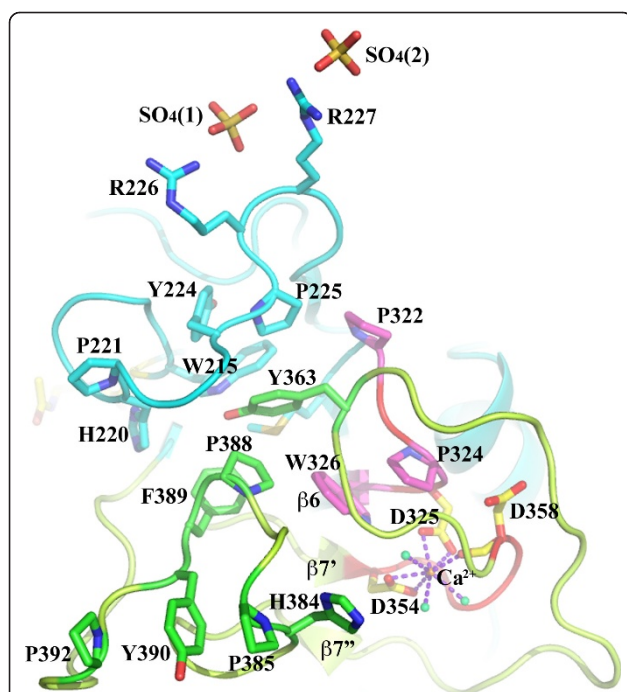 SO₄(2)
SO₄(1)
R227
R226
Y224
P225
P322
P221
W215
Y363
H220
P388
P324
W326
F389
β6
D325
D358
β7'
Ca²⁺
D354
H384
P392
Y390
P385
β7"